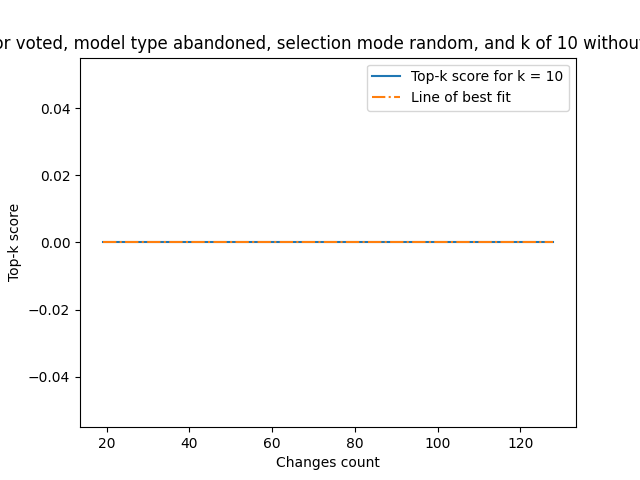 or voted, model type abandoned, selection mode random, and k of 10 withou
Top-k score for k = 10
Line of best fit
0.04
0.02
0.00
−0.02
−0.04
Top-k score
20 40 60 80 100 120
Changes count